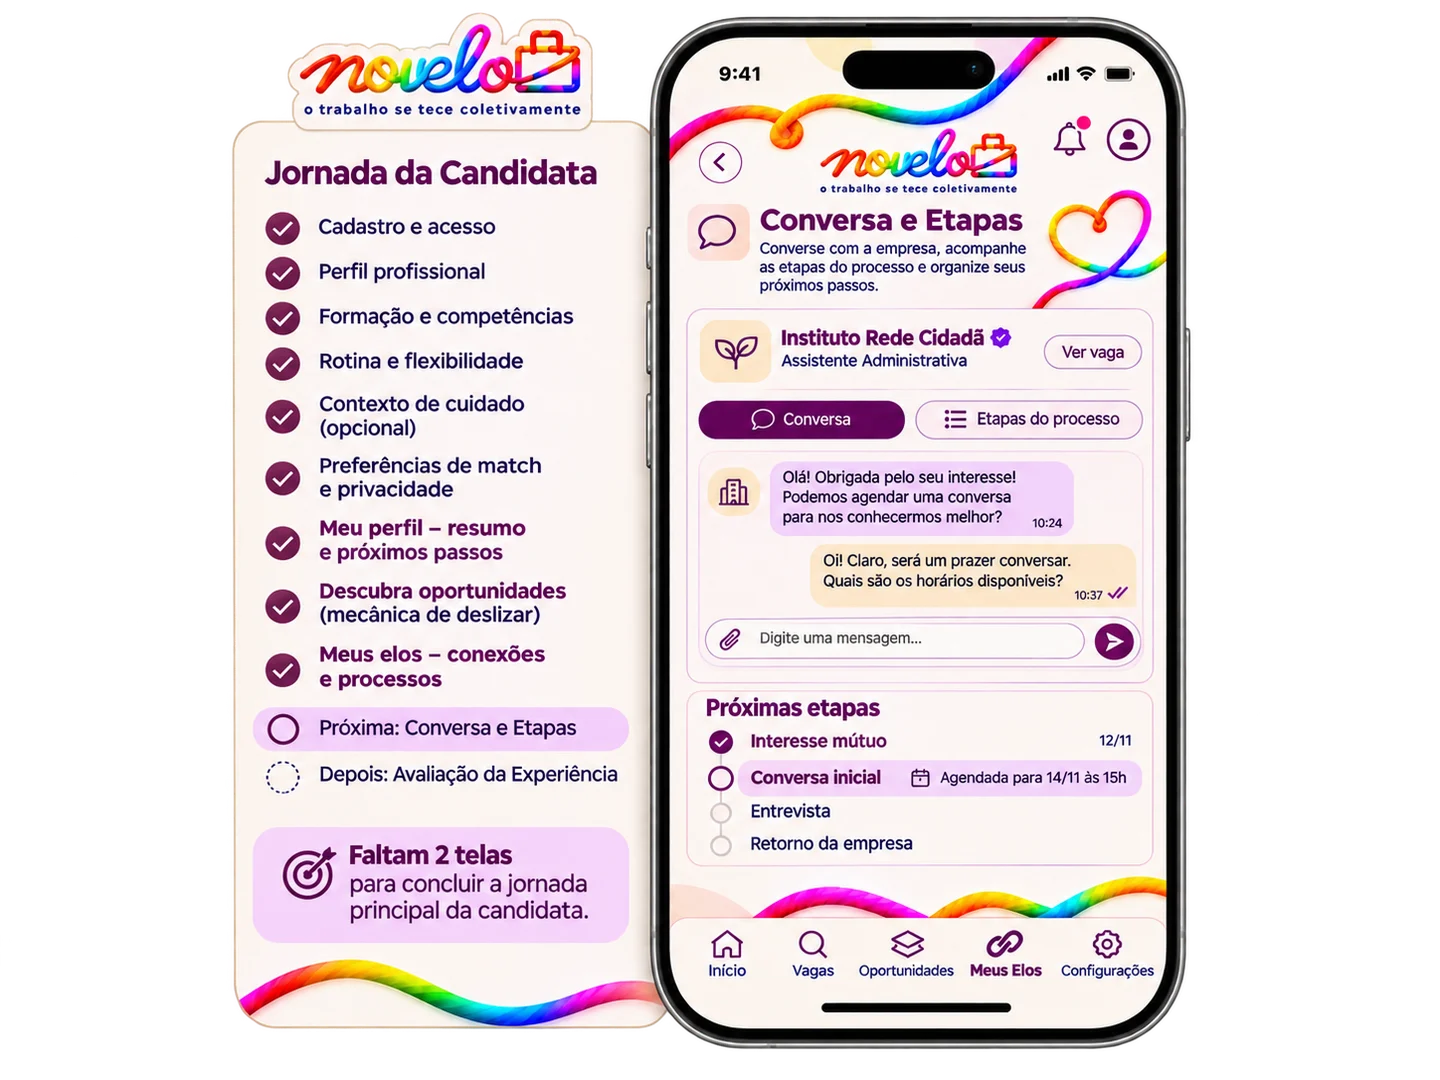 novelo
o trabalho se tece coletivamente
Jornada da Candidata
Cadastro e acesso
Perfil profissional
Formação e competências
Rotina e flexibilidade
Contexto de cuidado
(opcional)
Preferências de match
e privacidade
Meu perfil – resumo
e próximos passos
Descubra oportunidades
(mecânica de deslizar)
Meus elos – conexões
e processos
Próxima: Conversa e Etapas
Depois: Avaliação da Experiência
Faltam 2 telas
para concluir a jornada
principal da candidata.
9:41
novelo
o trabalho se tece coletivamente
Conversa e Etapas
Converse com a empresa, acompanhe
as etapas do processo e organize seus
próximos passos.
Instituto Rede Cidadã
Assistente Administrativa
Ver vaga
Conversa
Etapas do processo
Olá! Obrigada pelo seu interesse!
Podemos agendar uma conversa
para nos conhecermos melhor?
10:24
Oi! Claro, será um prazer conversar.
Quais são os horários disponíveis?
10:37
Digite uma mensagem...
Próximas etapas
Interesse mútuo 12/11
Conversa inicial Agendada para 14/11 às 15h
Entrevista
Retorno da empresa
Início Vagas Oportunidades Meus Elos Configurações